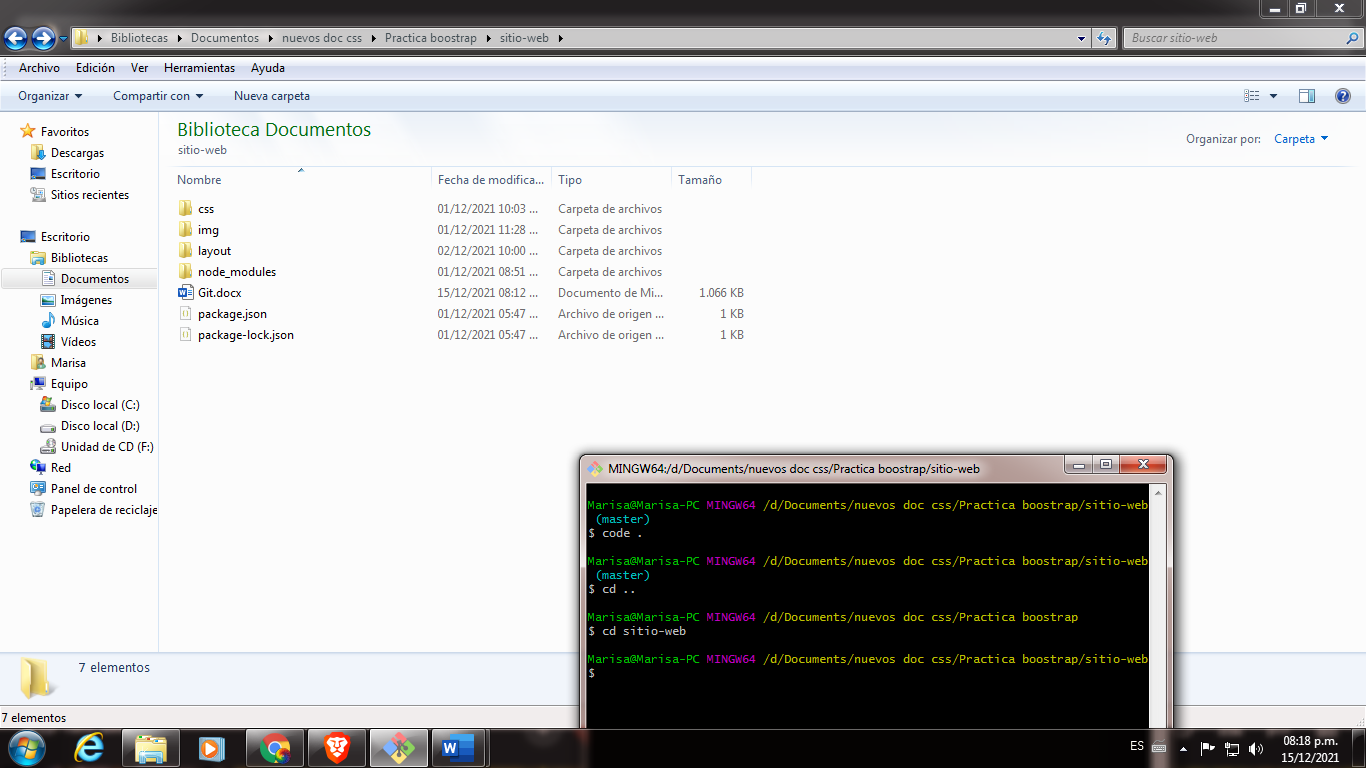 Bibliotecas Documentos nuevos doc css Practica boostrap sitio-web
Buscar sitio-web
Archivo Edición Ver Herramientas Ayuda
Organizar Compartir con Nueva carpeta
Favoritos
Descargas
Escritorio
Sitios recientes
Escritorio
Bibliotecas
Documentos
Imágenes
Música
Vídeos
Marisa
Equipo
Disco local (C:)
Disco local (D:)
Unidad de CD (F:)
Red
Panel de control
Papelera de reciclaje
Biblioteca Documentos
sitio-web
Organizar por: Carpeta
Nombre Fecha de modifica... Tipo Tamaño
css 01/12/2021 10:03 ... Carpeta de archivos
img 01/12/2021 11:28 ... Carpeta de archivos
layout 02/12/2021 10:00 ... Carpeta de archivos
node_modules 01/12/2021 08:51 ... Carpeta de archivos
Git.docx 15/12/2021 08:12 ... Documento de Mi... 1.066 KB
package.json 01/12/2021 05:47 ... Archivo de origen ... 1 KB
package-lock.json 01/12/2021 05:47 ... Archivo de origen ... 1 KB
MINGW64:/d/Documents/nuevos doc css/Practica boostrap/sitio-web
Marisa@Marisa-PC MINGW64 /d/Documents/nuevos doc css/Practica boostrap/sitio-web
(master)
$ code .
Marisa@Marisa-PC MINGW64 /d/Documents/nuevos doc css/Practica boostrap/sitio-web
(master)
$ cd ..
Marisa@Marisa-PC MINGW64 /d/Documents/nuevos doc css/Practica boostrap
$ cd sitio-web
Marisa@Marisa-PC MINGW64 /d/Documents/nuevos doc css/Practica boostrap/sitio-web
$
7 elementos
7 elementos
ES
08:18 p.m.
15/12/2021